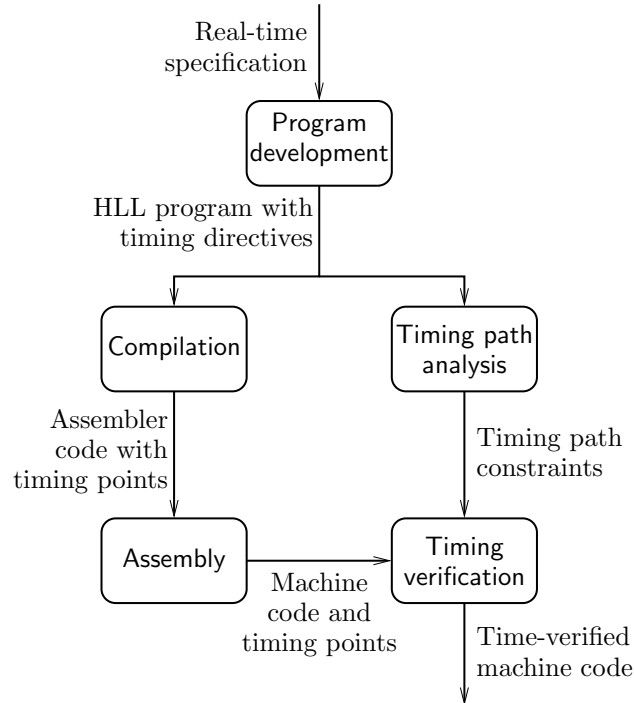 Real-time
specification
Program
development
HLL program with
timing directives
Compilation
Timing path
analysis
Assembler
code with
timing points
Timing path
constraints
Assembly
Timing
verification
Machine
code and
timing points
Time-verified
machine code